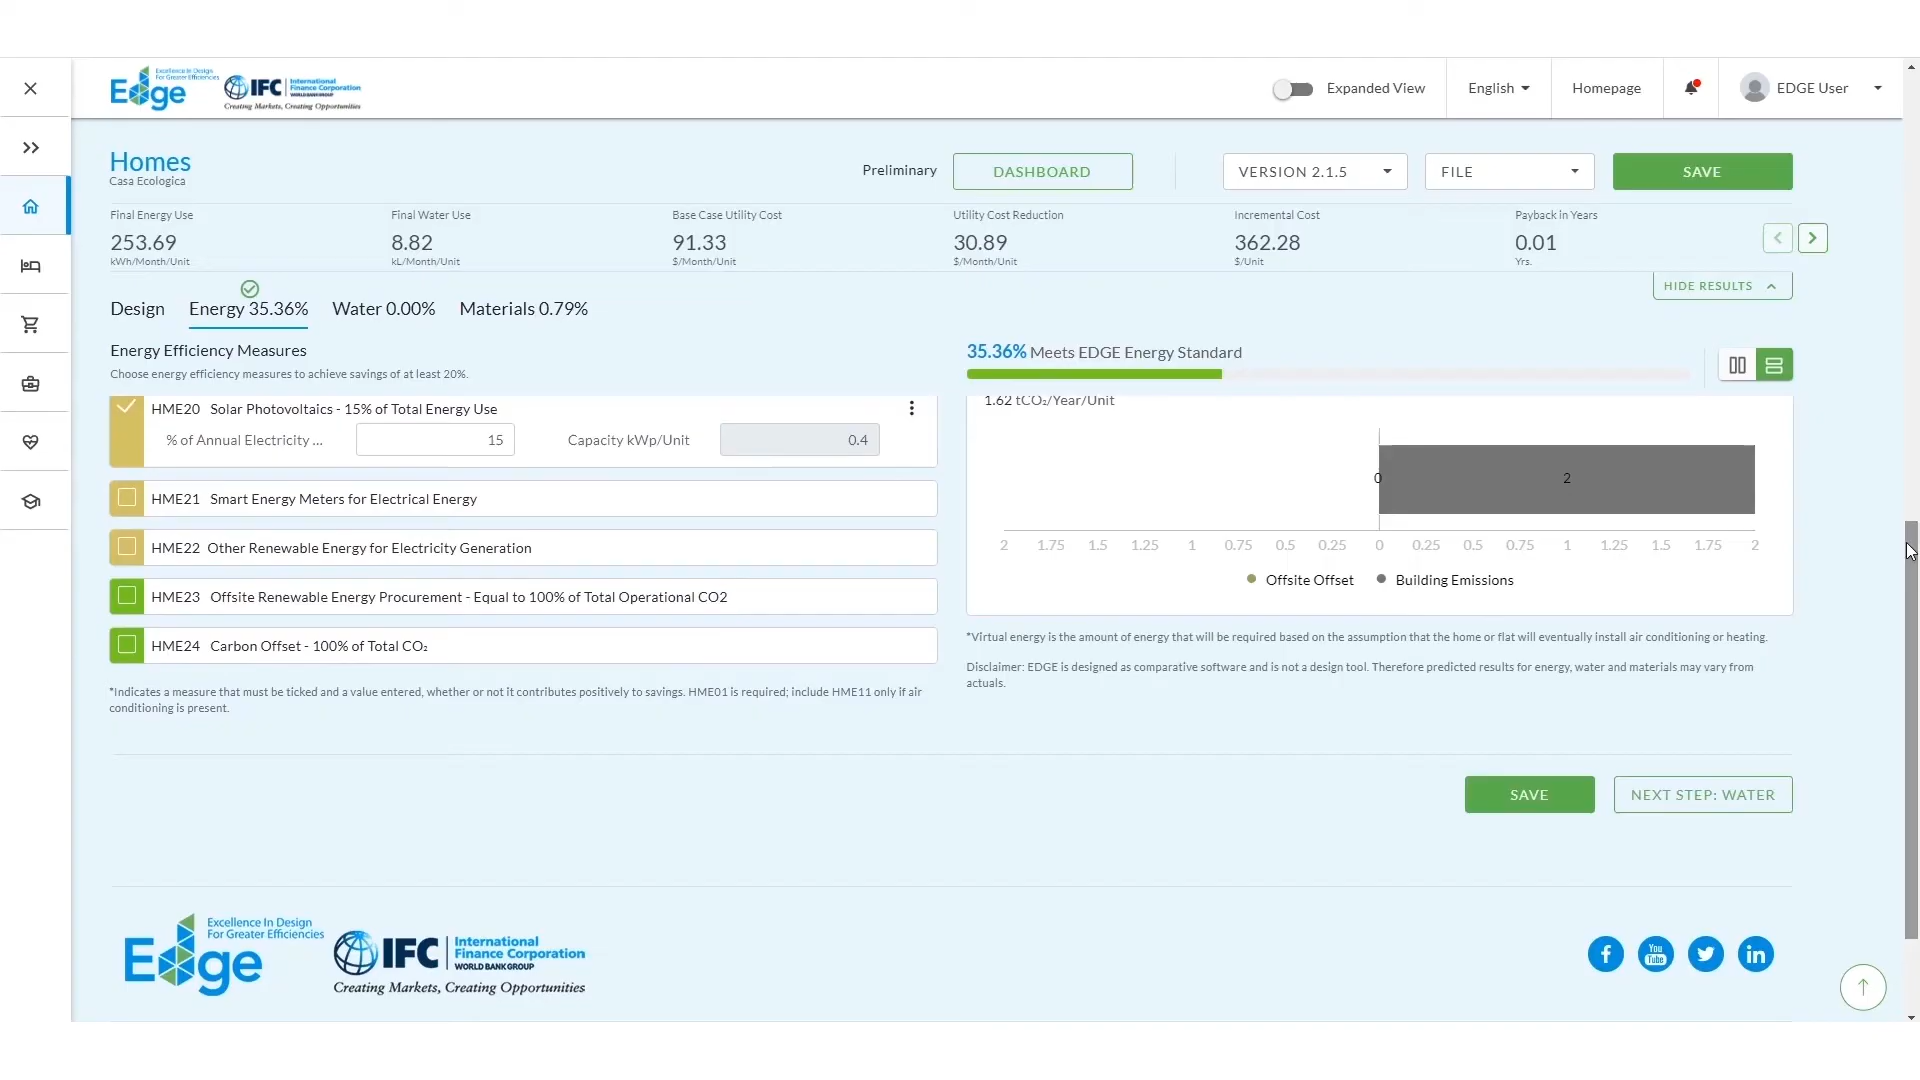 Edge
Excellence In Design
For Greater Efficiencies
IFC
International
Finance Corporation
WORLD BANK GROUP
Creating Markets, Creating Opportunities
Expanded View
English
Homepage
EDGE User
Homes
Casa Ecologica
Preliminary
DASHBOARD
VERSION 2.1.5
FILE
SAVE
Final Energy Use
253.69
kWh/Month/Unit
Final Water Use
8.82
kL/Month/Unit
Base Case Utility Cost
91.33
$/Month/Unit
Utility Cost Reduction
30.89
$/Month/Unit
Incremental Cost
362.28
$/Unit
Payback in Years
0.01
Yrs.
HIDE RESULTS
Design
Energy 35.36%
Water 0.00%
Materials 0.79%
Energy Efficiency Measures
Choose energy efficiency measures to achieve savings of at least 20%.
35.36% Meets EDGE Energy Standard
HME20 Solar Photovoltaics - 15% of Total Energy Use
% of Annual Electricity ...
15
Capacity kWp/Unit
0.4
HME21 Smart Energy Meters for Electrical Energy
HME22 Other Renewable Energy for Electricity Generation
HME23 Offsite Renewable Energy Procurement - Equal to 100% of Total Operational CO2
HME24 Carbon Offset - 100% of Total CO₂
*Indicates a measure that must be ticked and a value entered, whether or not it contributes positively to savings. HME01 is required; include HME11 only if air
conditioning is present.
1.62 tCO₂/Year/Unit
0
2
2 1.75 1.5 1.25 1 0.75 0.5 0.25 0 0.25 0.5 0.75 1 1.25 1.5 1.75 2
Offsite Offset
Building Emissions
*Virtual energy is the amount of energy that will be required based on the assumption that the home or flat will eventually install air conditioning or heating.
Disclaimer: EDGE is designed as comparative software and is not a design tool. Therefore predicted results for energy, water and materials may vary from
actuals.
SAVE
NEXT STEP: WATER
Edge
Excellence In Design
For Greater Efficiencies
IFC
International
Finance Corporation
WORLD BANK GROUP
Creating Markets, Creating Opportunities
You
Tube
in